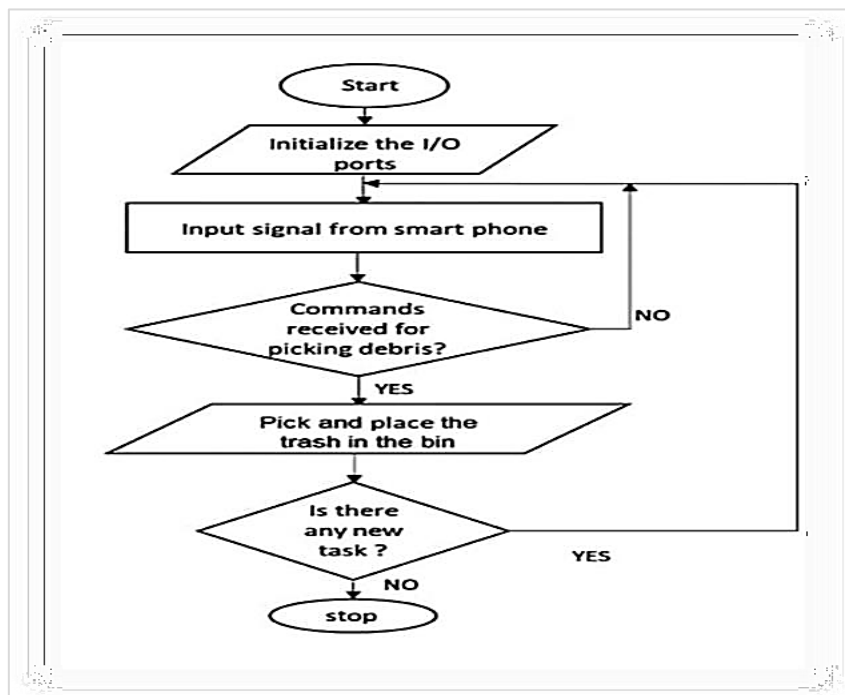 Start
Initialize the I/O
ports
Input signal from smart phone
Commands
received for
picking debris?
NO
YES
Pick and place the
trash in the bin
Is there
any new
task ?
YES
NO
stop